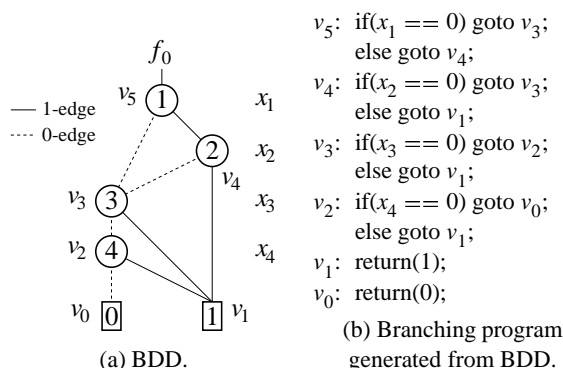 f₀
v₅ 1 x₁
1-edge
0-edge
2 x₂
v₄
v₃ 3 x₃
v₂ 4 x₄
v₀ 0 1 v₁
(a) BDD.
v₅: if(x₁ == 0) goto v₃;
else goto v₄;
v₄: if(x₂ == 0) goto v₃;
else goto v₁;
v₃: if(x₃ == 0) goto v₂;
else goto v₁;
v₂: if(x₄ == 0) goto v₀;
else goto v₁;
v₁: return(1);
v₀: return(0);
(b) Branching program
generated from BDD.